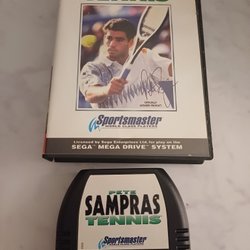 TENNIS
Sportsmaster
WORLD CLASS PLAYERS
Licensed by Sega Enterprises Ltd. for play on the
SEGA™ MEGA DRIVE™ SYSTEM
PETE
SAMPRAS
TENNIS
Sportsmaster